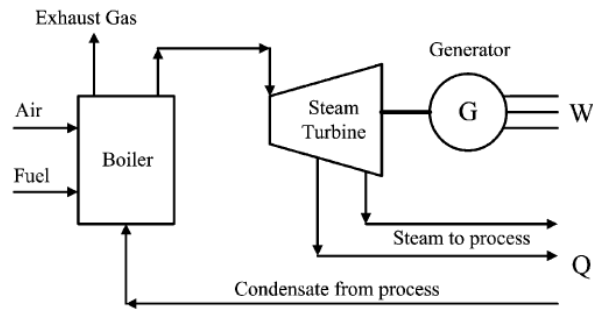 Exhaust Gas
Generator
Air
Steam
Turbine
G
W
Boiler
Fuel
Steam to process
Q
Condensate from process